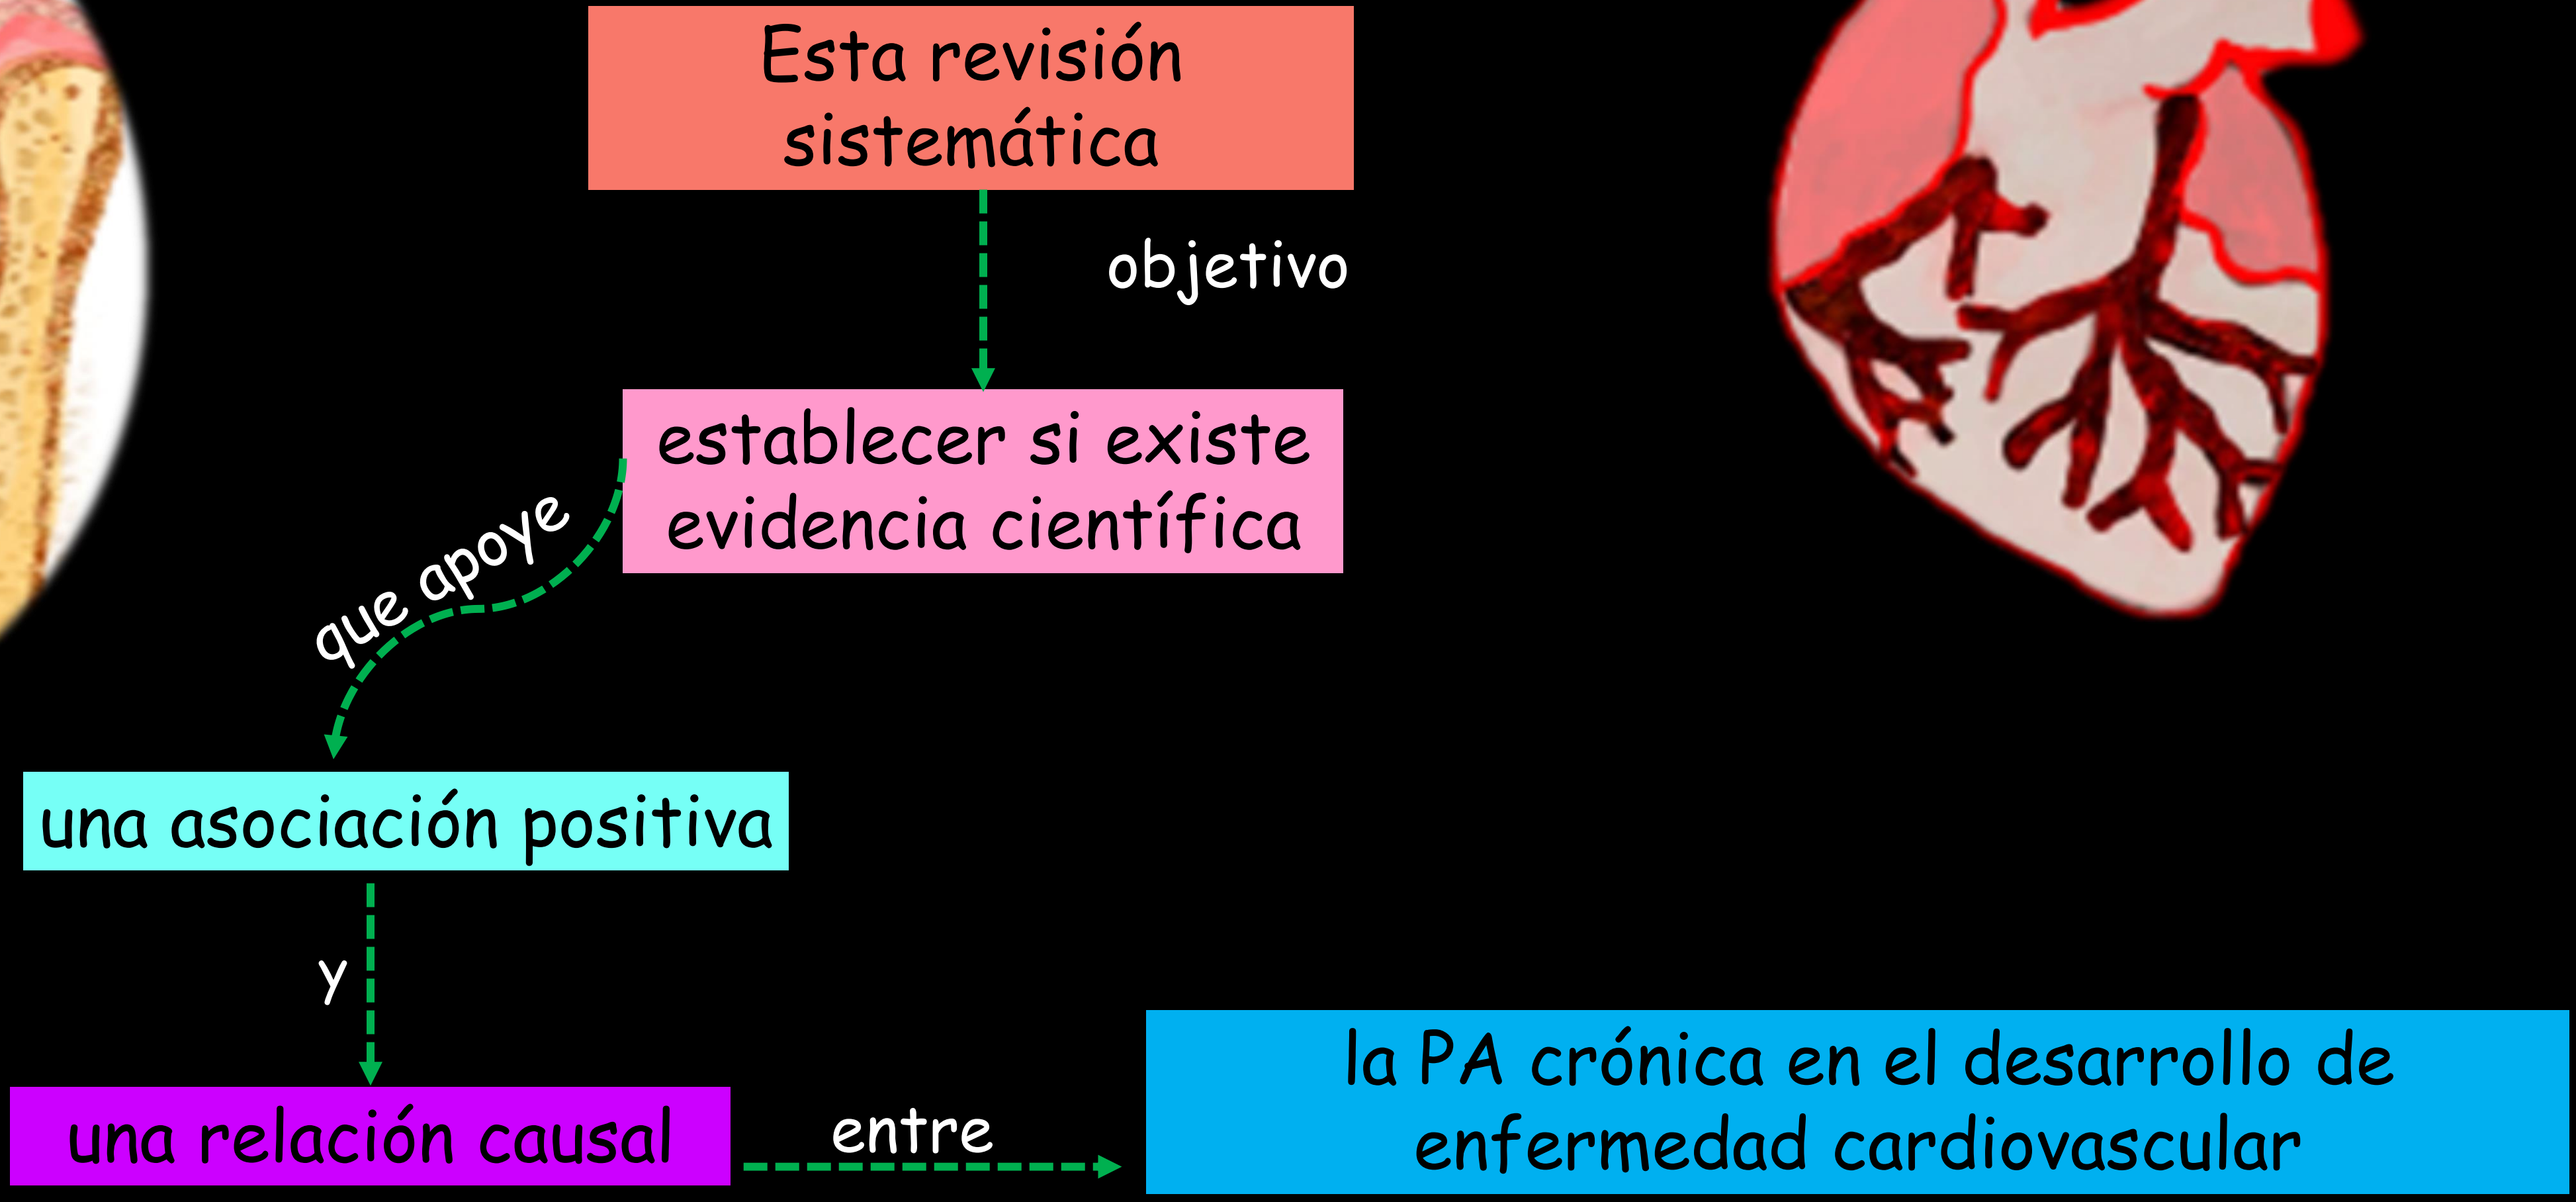 Esta revisión
sistemática
objetivo
establecer si existe
evidencia científica
que apoye
una asociación positiva
y
una relación causal
entre
la PA crónica en el desarrollo de
enfermedad cardiovascular